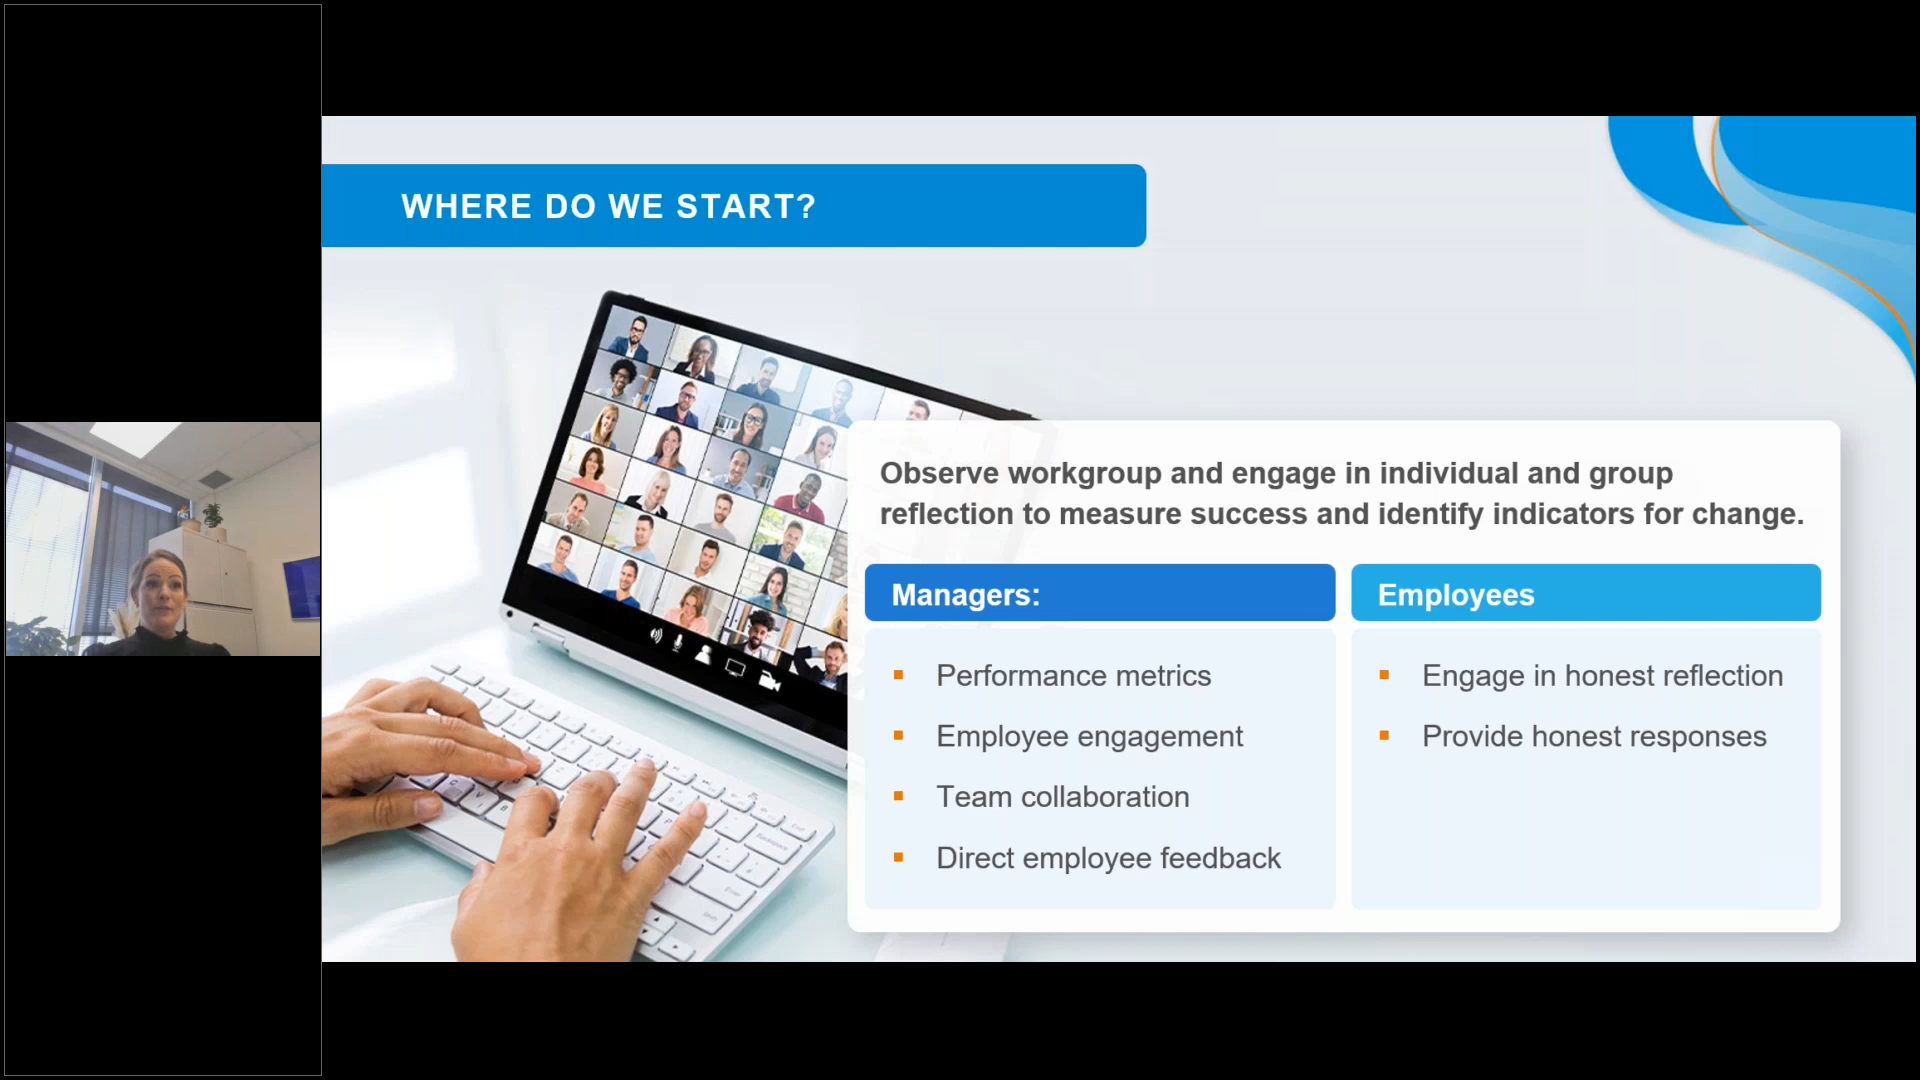 WHERE DO WE START?
Observe workgroup and engage in individual and group
reflection to measure success and identify indicators for change.
Managers:
Performance metrics
Employee engagement
Team collaboration
Direct employee feedback
Employees
Engage in honest reflection
Provide honest responses